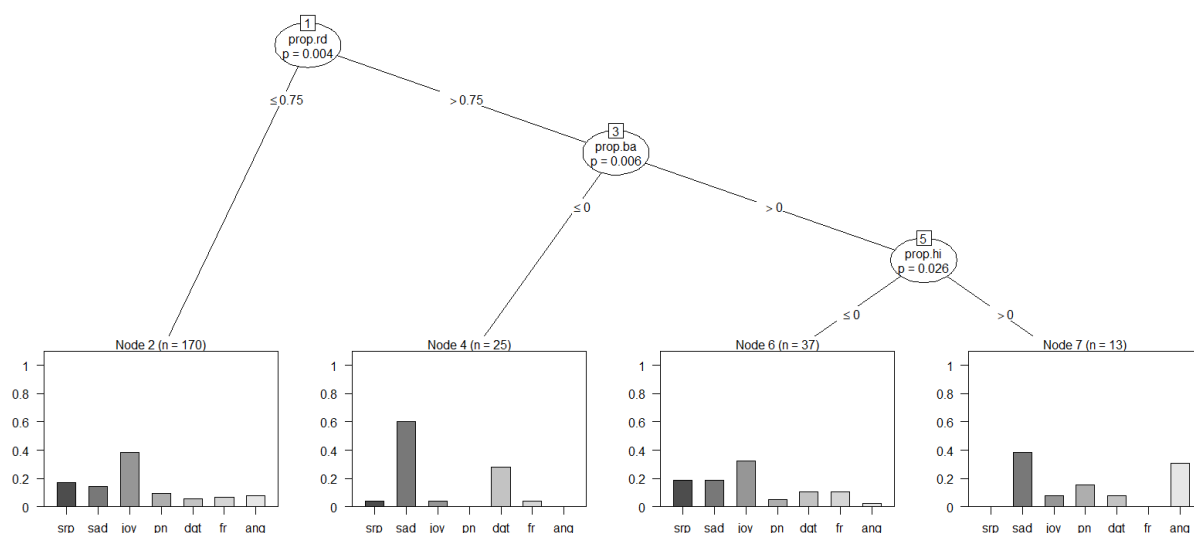 1
prop.rd
p = 0.004
≤ 0.75
> 0.75
3
prop.ba
p = 0.006
≤ 0
> 0
5
prop.hi
p = 0.026
≤ 0
> 0
Node 2 (n = 170)
1
0.8
0.6
0.4
0.2
0
srp sad joy pn dgt fr ang
Node 4 (n = 25)
1
0.8
0.6
0.4
0.2
0
srp sad joy pn dgt fr ang
Node 6 (n = 37)
1
0.8
0.6
0.4
0.2
0
srp sad joy pn dgt fr ang
Node 7 (n = 13)
1
0.8
0.6
0.4
0.2
0
srp sad joy pn dgt fr ang